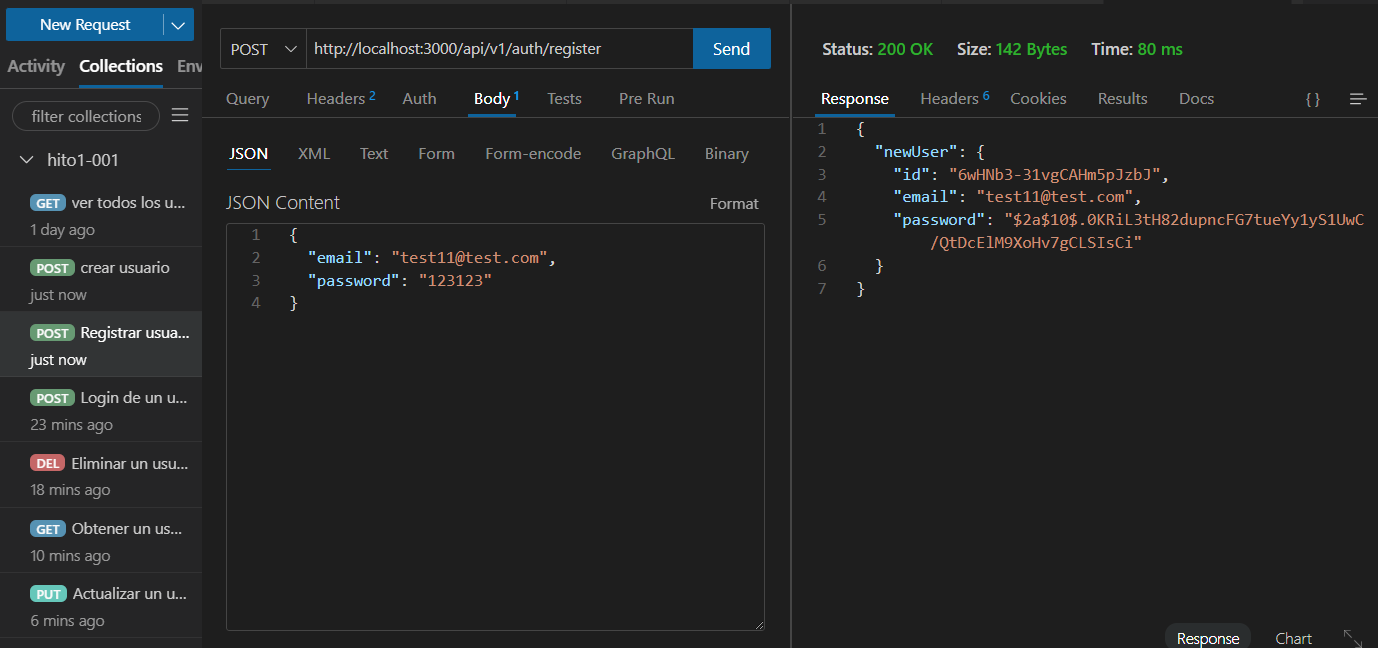 New Request
Activity Collections Env
filter collections
hito1-001
GET ver todos los u...
1 day ago
POST crear usuario
just now
POST Registrar usua...
just now
POST Login de un u...
23 mins ago
DEL Eliminar un usu...
18 mins ago
GET Obtener un us...
10 mins ago
PUT Actualizar un u...
6 mins ago
POST http://localhost:3000/api/v1/auth/register Send
Query Headers 2 Auth Body 1 Tests Pre Run
JSON XML Text Form Form-encode GraphQL Binary
JSON Content Format
1 {
2 "email": "test11@test.com",
3 "password": "123123"
4 }
Status: 200 OK Size: 142 Bytes Time: 80 ms
Response Headers 6 Cookies Results Docs { }
1 {
2 "newUser": {
3 "id": "6wHNb3-31vgCAHm5pJzbJ",
4 "email": "test11@test.com",
5 "password": "$2a$10$.0KRiL3tH82dupncFG7tueYy1yS1UwC
/QtDcElM9XoHv7gCLSIsCi"
6 }
7 }
Response Chart